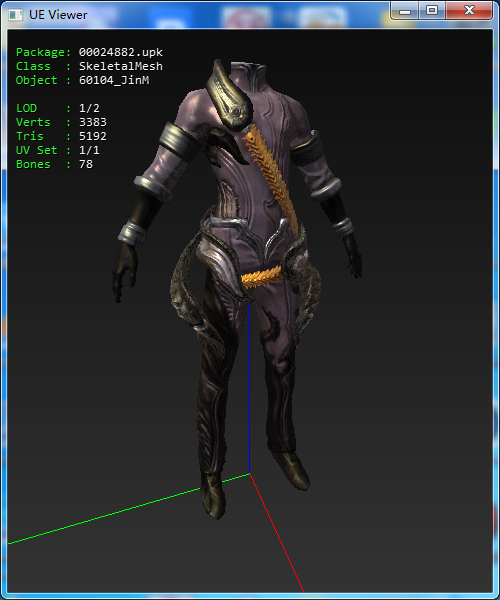 UE Viewer
Package: 00024882.upk
Class : SkeletalMesh
Object : 60104_JinM
LOD : 1/2
Verts : 3383
Tris : 5192
UV Set : 1/1
Bones : 78